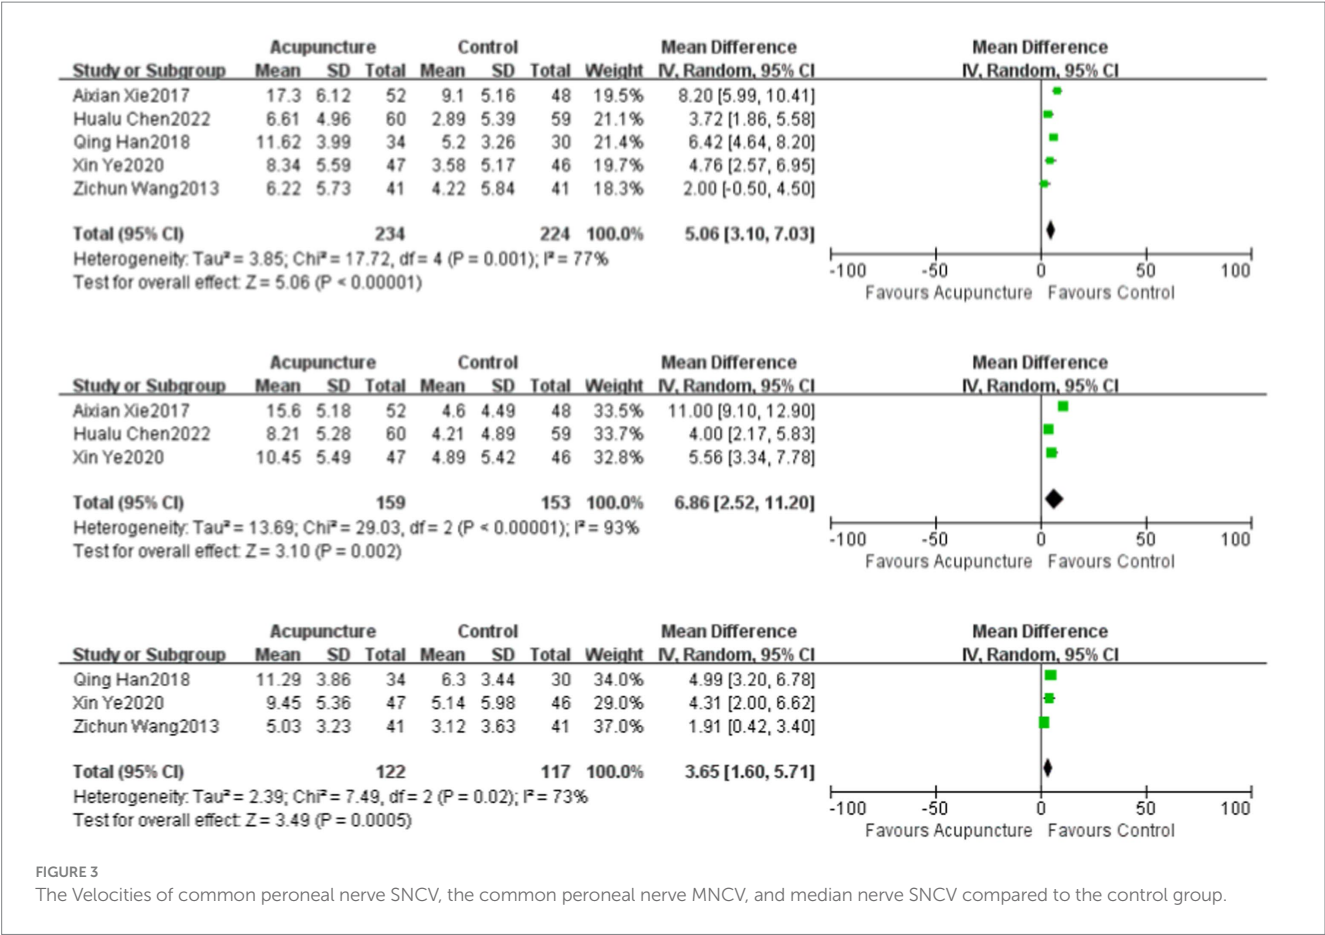 Acupuncture Control Mean Difference Mean Difference
Study or Subgroup Mean SD Total Mean SD Total Weight IV, Random, 95% CI IV, Random, 95% CI
Aixian Xie2017 17.3 6.12 52 9.1 5.16 48 19.5% 8.20 [5.99, 10.41]
Hualu Chen2022 6.61 4.96 60 2.89 5.39 59 21.1% 3.72 [1.86, 5.58]
Qing Han2018 11.62 3.99 34 5.2 3.26 30 21.4% 6.42 [4.64, 8.20]
Xin Ye2020 8.34 5.59 47 3.58 5.17 46 19.7% 4.76 [2.57, 6.95]
Zichun Wang2013 6.22 5.73 41 4.22 5.84 41 18.3% 2.00 [-0.50, 4.50]
Total (95% CI) 234 224 100.0% 5.06 [3.10, 7.03]
Heterogeneity: Tau² = 3.85; Chi² = 17.72, df = 4 (P = 0.001); I² = 77%
Test for overall effect: Z = 5.06 (P < 0.00001)
-100 -50 0 50 100
Favours Acupuncture Favours Control
Acupuncture Control Mean Difference Mean Difference
Study or Subgroup Mean SD Total Mean SD Total Weight IV, Random, 95% CI IV, Random, 95% CI
Aixian Xie2017 15.6 5.18 52 4.6 4.49 48 33.5% 11.00 [9.10, 12.90]
Hualu Chen2022 8.21 5.28 60 4.21 4.89 59 33.7% 4.00 [2.17, 5.83]
Xin Ye2020 10.45 5.49 47 4.89 5.42 46 32.8% 5.56 [3.34, 7.78]
Total (95% CI) 159 153 100.0% 6.86 [2.52, 11.20]
Heterogeneity: Tau² = 13.69; Chi² = 29.03, df = 2 (P < 0.00001); I² = 93%
Test for overall effect: Z = 3.10 (P = 0.002)
-100 -50 0 50 100
Favours Acupuncture Favours Control
Acupuncture Control Mean Difference Mean Difference
Study or Subgroup Mean SD Total Mean SD Total Weight IV, Random, 95% CI IV, Random, 95% CI
Qing Han2018 11.29 3.86 34 6.3 3.44 30 34.0% 4.99 [3.20, 6.78]
Xin Ye2020 9.45 5.36 47 5.14 5.98 46 29.0% 4.31 [2.00, 6.62]
Zichun Wang2013 5.03 3.23 41 3.12 3.63 41 37.0% 1.91 [0.42, 3.40]
Total (95% CI) 122 117 100.0% 3.65 [1.60, 5.71]
Heterogeneity: Tau² = 2.39; Chi² = 7.49, df = 2 (P = 0.02); I² = 73%
Test for overall effect: Z = 3.49 (P = 0.0005)
-100 -50 0 50 100
Favours Acupuncture Favours Control
FIGURE 3
The Velocities of common peroneal nerve SNCV, the common peroneal nerve MNCV, and median nerve SNCV compared to the control group.